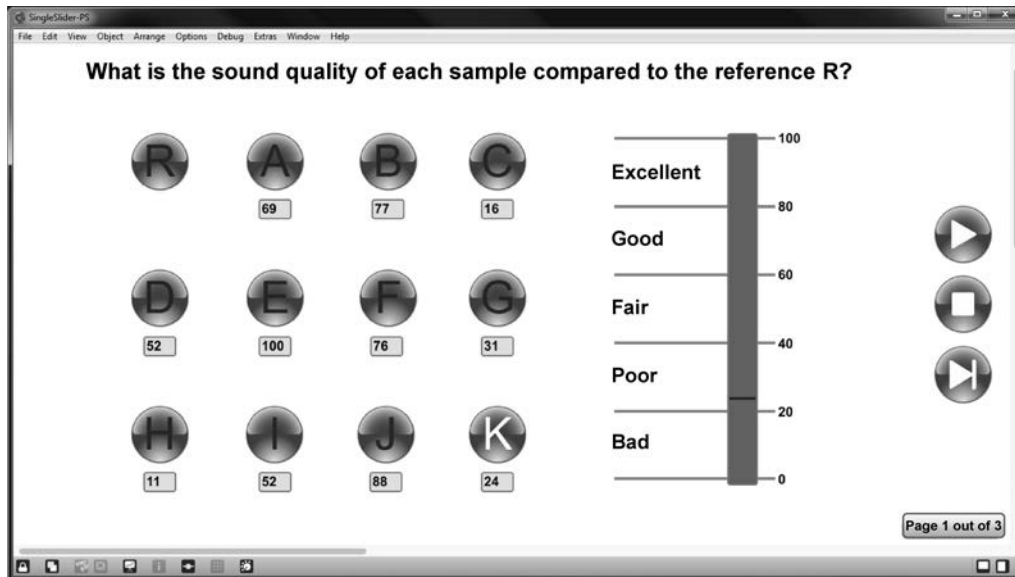 SingleSlider-PS
File Edit View Object Arrange Options Debug Extras Window Help
What is the sound quality of each sample compared to the reference R?
R A B C
69 77 16
D E F G
52 100 76 31
H I J K
11 52 88 24
100
Excellent
80
Good
60
Fair
40
Poor
20
Bad
0
Page 1 out of 3